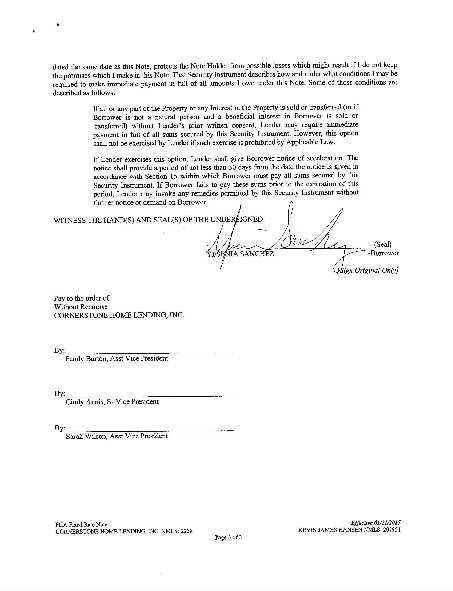 dated the same date as this Note, protects the Note Holder from possible losses which might result if I do not keep
the promises which I make in this Note. That Security Instrument describes how and under what conditions I may be
required to make immediate payment in full of all amounts I owe under this Note. Some of those conditions are
described as follows:
If all or any part of the Property or any Interest in the Property is sold or transferred (or if
Borrower is not a natural person and a beneficial interest in Borrower is sold or
transferred) without Lender's prior written consent, Lender may require immediate
payment in full of all sums secured by this Security Instrument. However, this option
shall not be exercised by Lender if such exercise is prohibited by Applicable Law.
If Lender exercises this option, Lender shall give Borrower notice of acceleration. The
notice shall provide a period of not less than 30 days from the date the notice is given in
accordance with Section 15 within which Borrower must pay all sums secured by this
Security Instrument. If Borrower fails to pay these sums prior to the expiration of this
period, Lender may invoke any remedies permitted by this Security Instrument without
further notice or demand on Borrower.
WITNESS THE HAND(S) AND SEAL(S) OF THE UNDERSIGNED.
(Seal)
SANCHEZ -Borrower
[Sign Original Only]
Pay to the order of
Without Recourse
CORNERSTONE HOME LENDING, INC.
By:
Burton, Asst Vice President
By:
Cindy Vice President
By:
Sarah Wilson, Asst Vice President
Fixed Rate Note
CORNERSTONE HOME LENDING, INC. NMLS:
Effective
KEVIN JAMES HANSEN NMLS:
Page 3 of 3